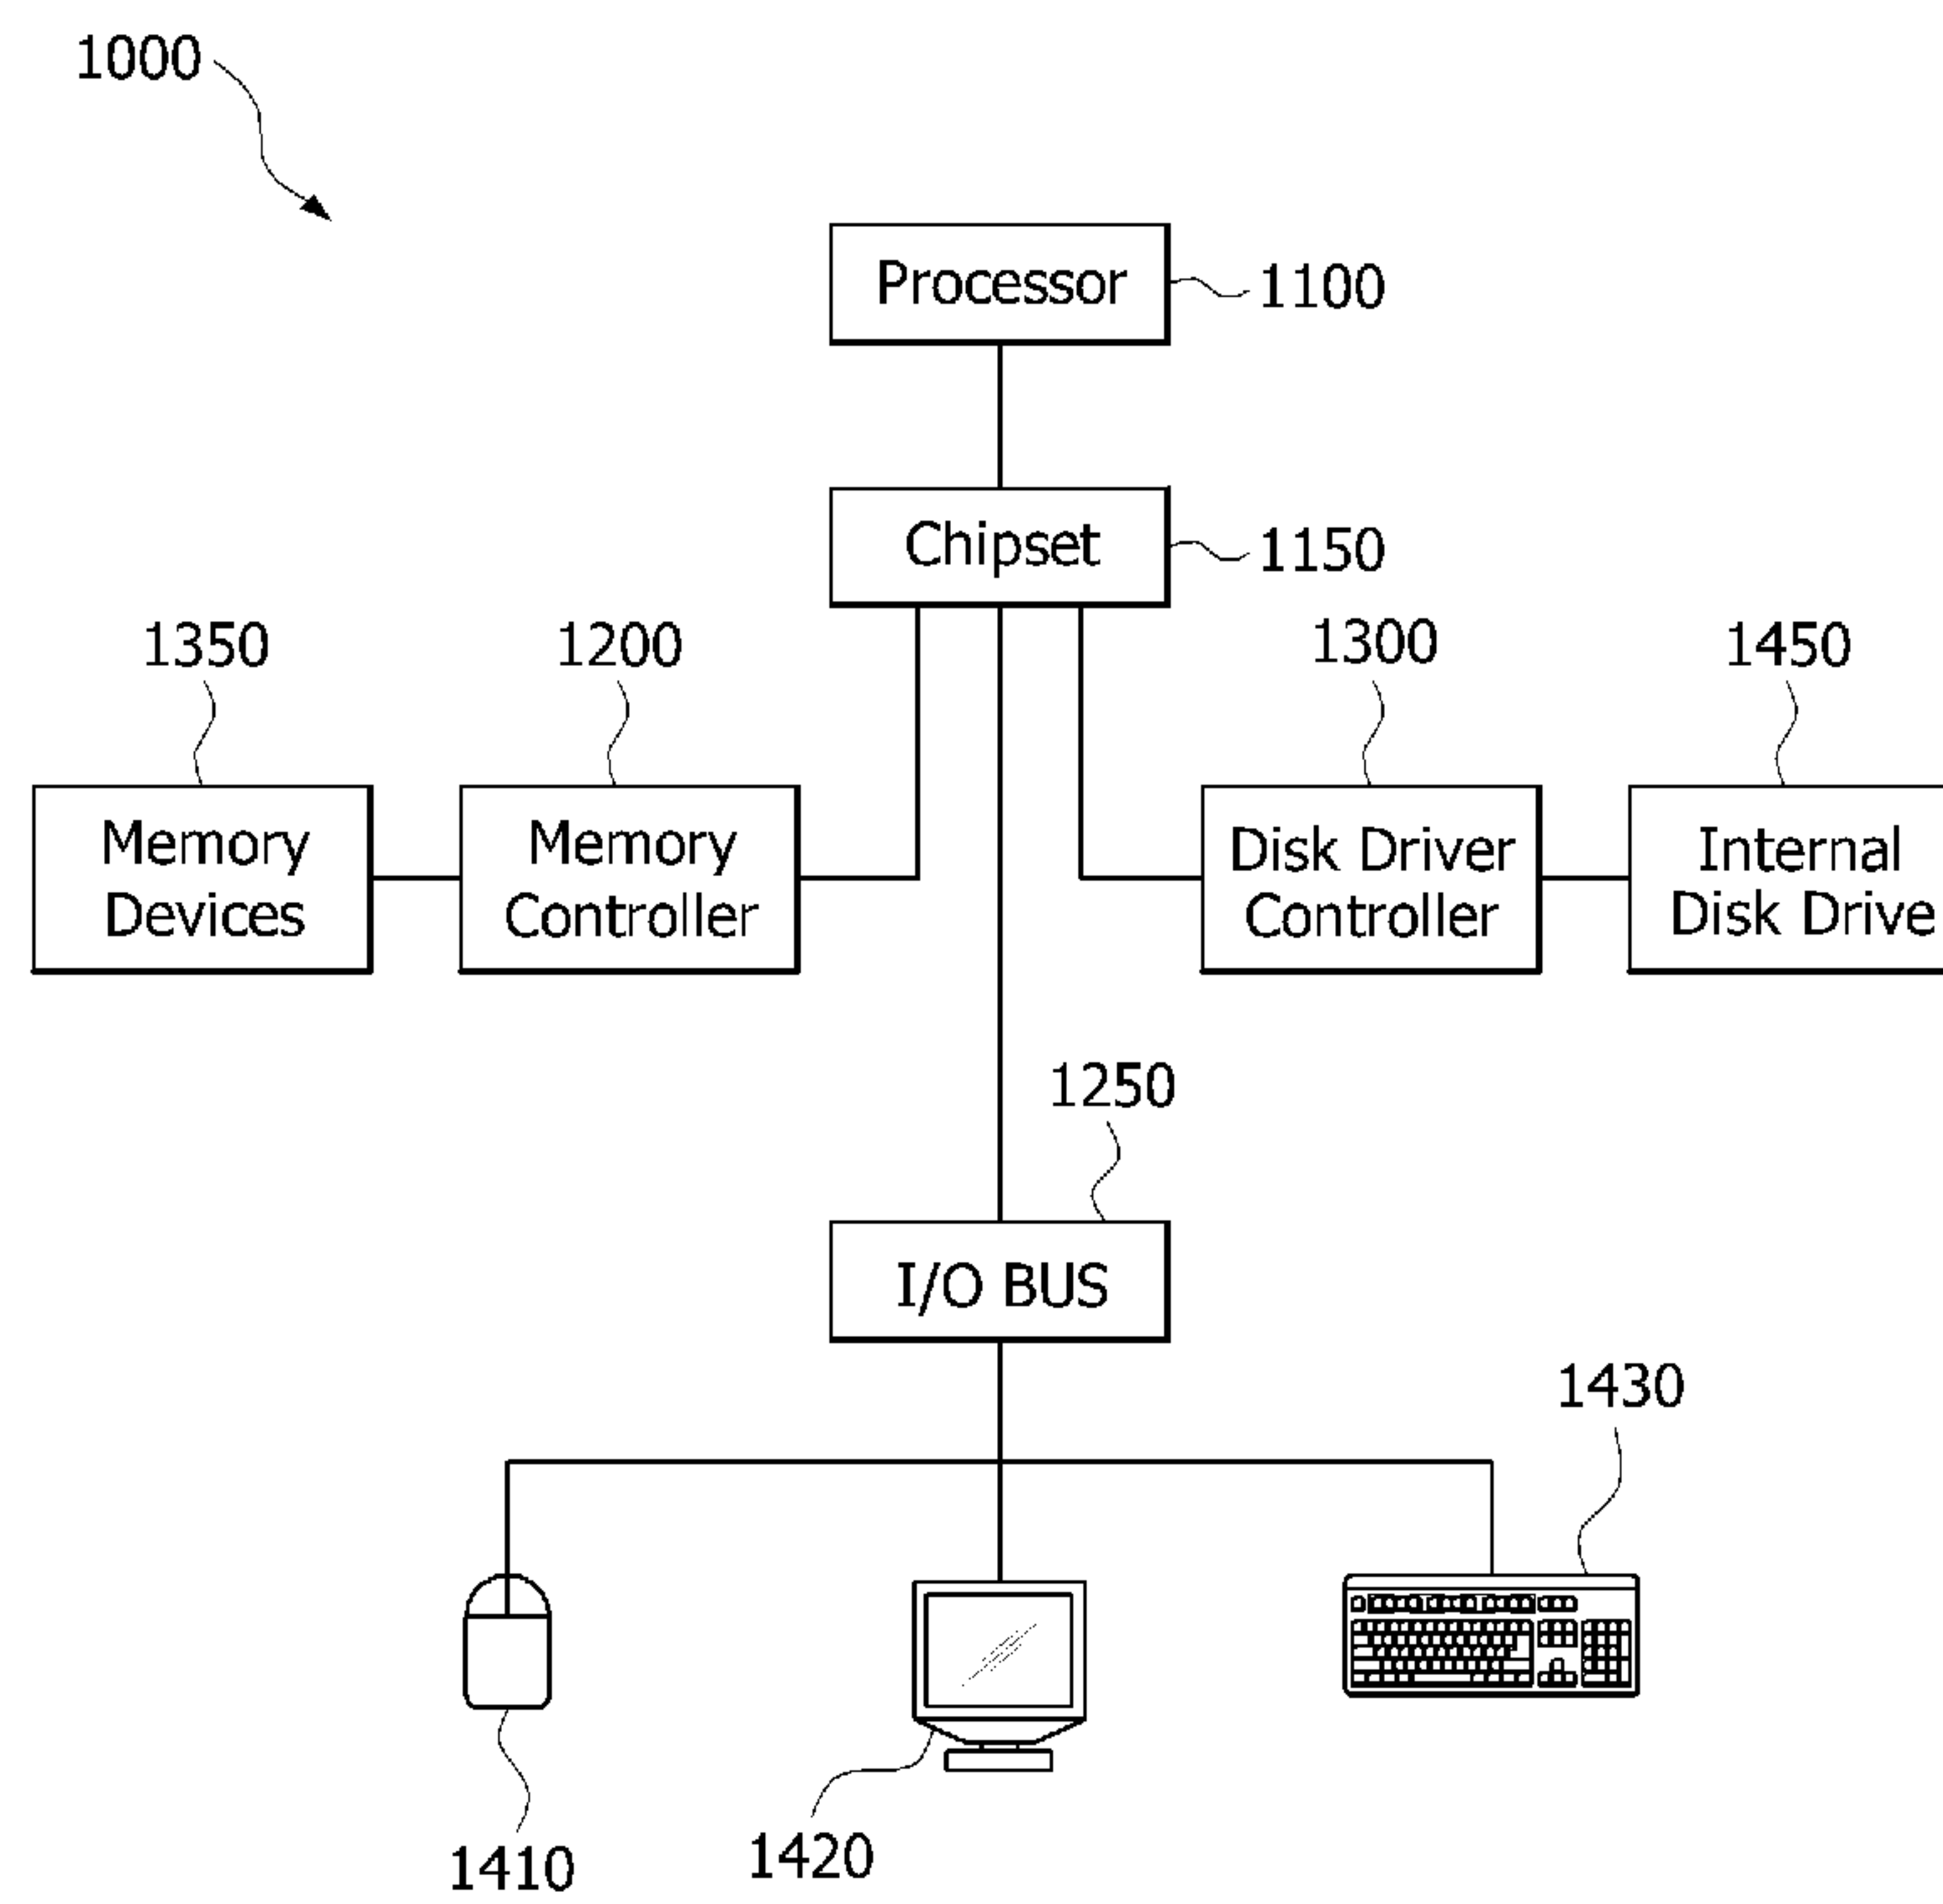 1000
Processor
1100
Chipset
1150
1350
1200
1300
1450
Memory
Devices
Memory
Controller
Disk Driver
Controller
Internal
Disk Drive
1250
I/O BUS
1430
1410
1420